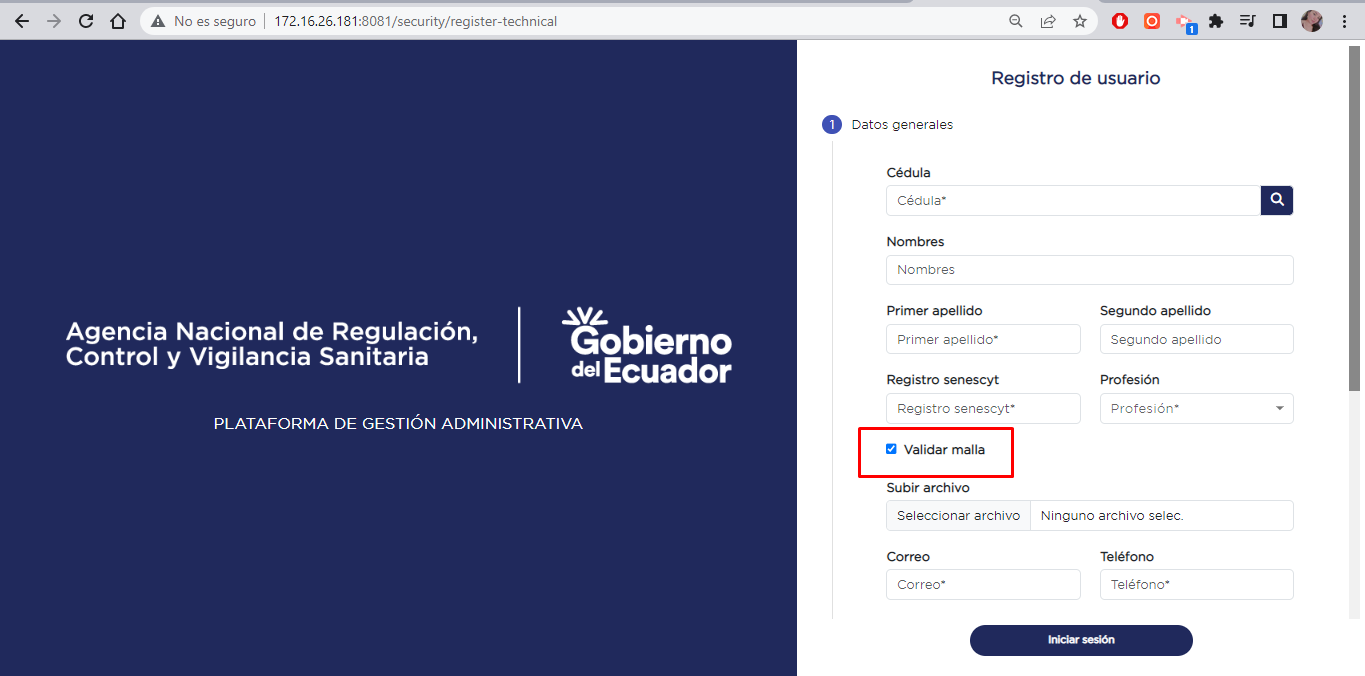 No es seguro
172.16.26.181:8081/security/register-technical
1
Agencia Nacional de Regulación,
Control y Vigilancia Sanitaria
Gobierno
del Ecuador
PLATAFORMA DE GESTIÓN ADMINISTRATIVA
Registro de usuario
1 Datos generales
Cédula
Cédula*
Nombres
Nombres
Primer apellido
Segundo apellido
Primer apellido*
Segundo apellido
Registro senescyt
Profesión
Registro senescyt*
Profesión*
Validar malla
Subir archivo
Seleccionar archivo
Ninguno archivo selec.
Correo
Teléfono
Correo*
Teléfono*
Iniciar sesión